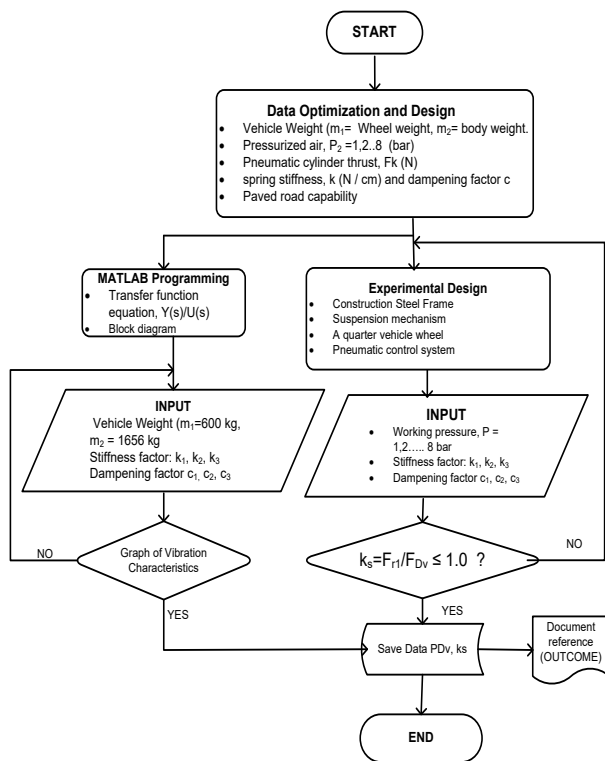 START
Data Optimization and Design
• Vehicle Weight (m₁= Wheel weight, m₂= body weight.
• Pressurized air, P₂ =1,2..8 (bar)
• Pneumatic cylinder thrust, Fk (N)
• spring stiffness, k (N / cm) and dampening factor c
• Paved road capability
MATLAB Programming
• Transfer function
equation, Y(s)/U(s)
• Block diagram
Experimental Design
• Construction Steel Frame
• Suspension mechanism
• A quarter vehicle wheel
• Pneumatic control system
INPUT
Vehicle Weight (m₁=600 kg,
m₂ = 1656 kg
Stiffness factor: k₁, k₂, k₃
Dampening factor c₁, c₂, c₃
INPUT
• Working pressure, P =
1,2..... 8 bar
• Stiffness factor: k₁, k₂, k₃
• Dampening factor c₁, c₂, c₃
NO
Graph of Vibration
Characteristics
YES
kₛ=Fᵣ₁/F_Dv ≤ 1.0 ?
NO
YES
Save Data PDv, ks
Document
reference
(OUTCOME)
END